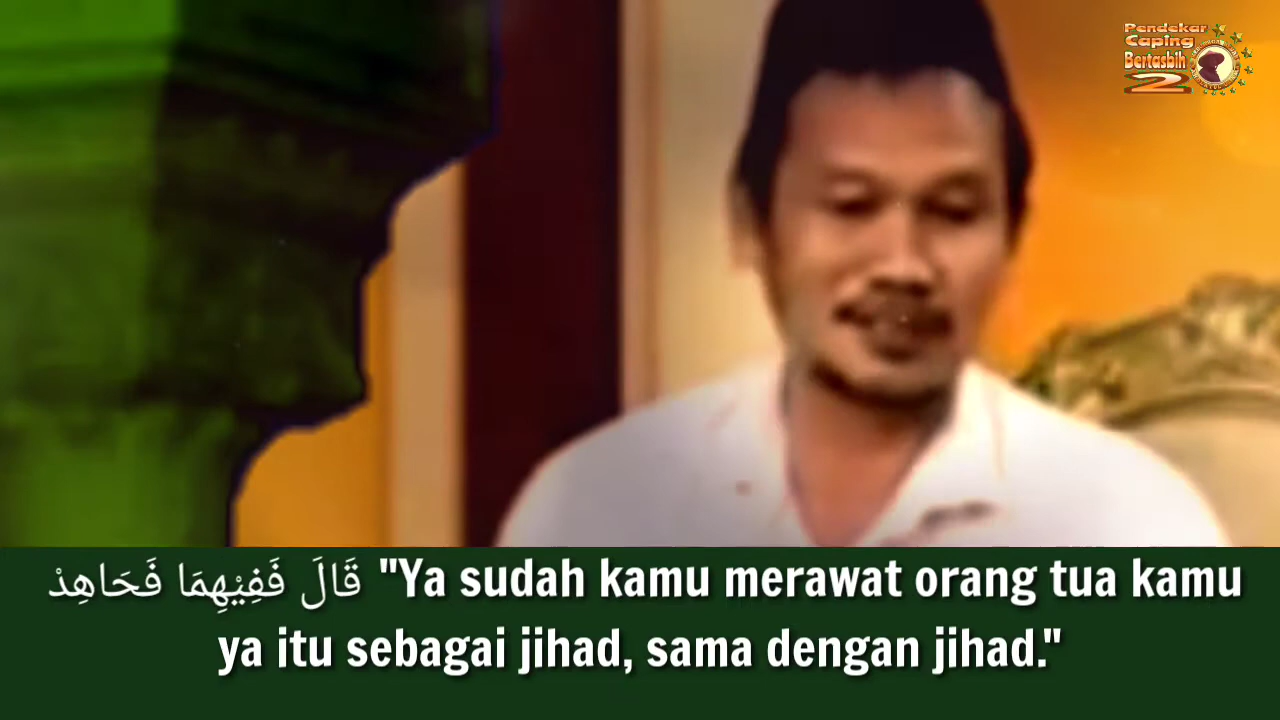 Pendekar
Caping
Bertasbih
2
قَالَ فَفِيْهِمَا فَحَاهِدْ "Ya sudah kamu merawat orang tua kamu
ya itu sebagai jihad, sama dengan jihad."